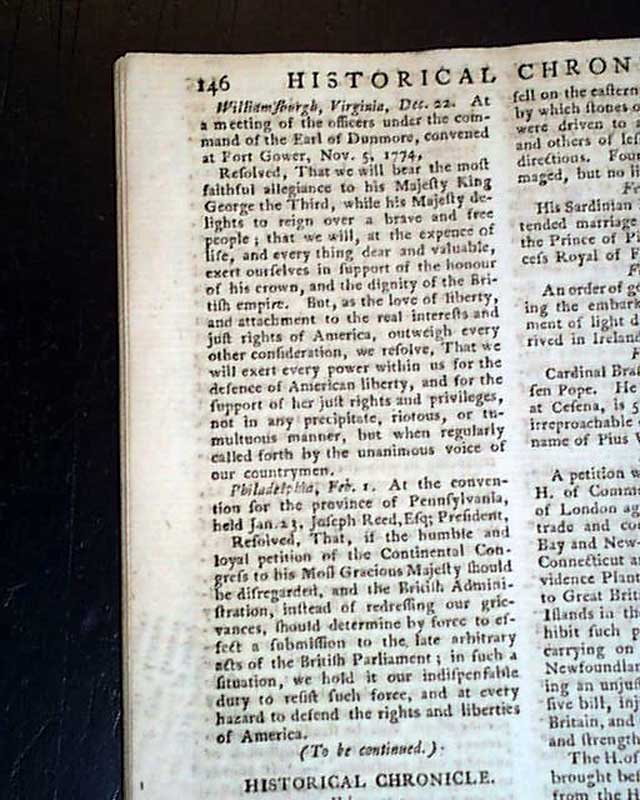 146 HISTORICAL CHRON
Williamſburgh, Virginia, Dec. 22. At
a meeting of the officers under the com-
mand of the Earl of Dunmore, convened
at Fort Gower, Nov. 5, 1774,
Reſolved, That we will bear the moſt
faithful allegiance to his Majeſty King
George the Third, while his Majeſty de-
lights to reign over a brave and free
people; that we will, at the expence of
life, and every thing dear and valuable,
exert ourſelves in ſupport of the honour
of his crown, and the dignity of the Bri-
tiſh empire. But, as the love of liberty,
and attachment to the real intereſts and
juſt rights of America, outweigh every
other conſideration, we reſolve, That we
will exert every power within us for the
defence of American liberty, and for the
ſupport of her juſt rights and privileges,
not in any precipitate, riotous, or tu-
multuous manner, but when regularly
called forth by the unanimous voice of
our countrymen.
Philadelphia, Feb. 1. At the conven-
tion for the province of Pennſylvania,
held Jan. 23, Joſeph Reed, Eſq; Preſident,
Reſolved, That, if the humble and
loyal petition of the Continental Con-
greſs to his Moſt Gracious Majeſty ſhould
be diſregarded, and the Britiſh Admini-
ſtration, inſtead of redreſſing our grie-
vances, ſhould determine by force to ef-
fect a ſubmiſſion to the late arbitrary
acts of the Britiſh Parliament; in ſuch a
ſituation, we hold it our indiſpenſable
duty to reſiſt ſuch force, and at every
hazard to defend the rights and liberties
of America.
(To be continued.)
HISTORICAL CHRONICLE.
fell on the eaſtern
by which ſtones o
were driven to a
and others of leſ
directions. Four
maged, but no li
His Sardinian
tended marriage
the Prince of Pi
ceſs Royal of F
An order of go
ing the embark
ment of light d
rived in Ireland
Cardinal Braſ
ſen Pope. He
at Ceſena, is 5
irreproachable
name of Pius V
A petition w
H. of Comm
of London ag
trade and co
Bay and New-
Connecticut a
vidence Plant
to Great Brit
Iſlands in th
hibit ſuch p
carrying on
Newfoundla
ing an unjuſ
ſive bill, inj
Britain, and
and ſtrength
The H. of
brought bef
from the H